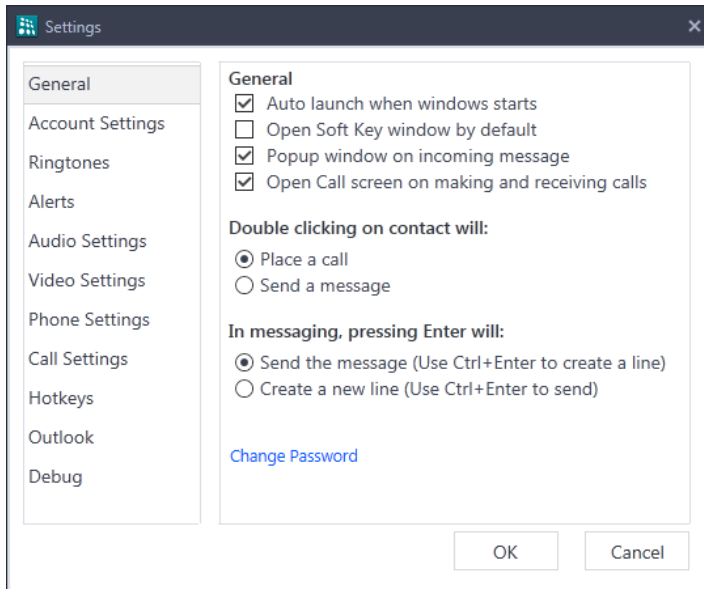 Settings
General
Account Settings
Ringtones
Alerts
Audio Settings
Video Settings
Phone Settings
Call Settings
Hotkeys
Outlook
Debug
General
Auto launch when windows starts
Open Soft Key window by default
Popup window on incoming message
Open Call screen on making and receiving calls
Double clicking on contact will:
Place a call
Send a message
In messaging, pressing Enter will:
Send the message (Use Ctrl+Enter to create a line)
Create a new line (Use Ctrl+Enter to send)
Change Password
OK
Cancel